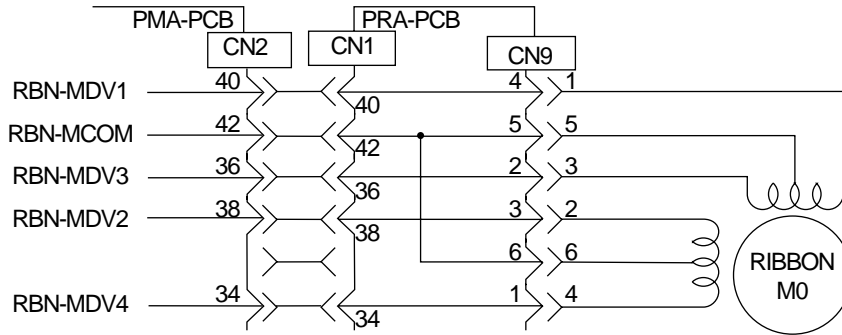 PMA-PCB PRA-PCB
CN2 CN1 CN9
RBN-MDV1 40 40 4 1
RBN-MCOM 42 42 5 5
RBN-MDV3 36 36 2 3
RBN-MDV2 38 38 3 2
6 6
RBN-MDV4 34 34 1 4
RIBBON
M0